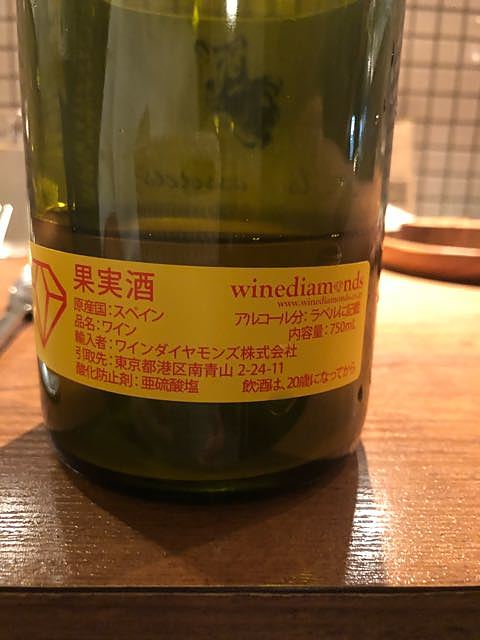 果実酒
winediamonds
原産国：スペイン
品名：ワイン
アルコール分：ラベルに記載
内容量：750mL
輸入者：ワインダイヤモンズ株式会社
引取先：東京都港区南青山 2-24-11
酸化防止剤：亜硫酸塩
飲酒は、20歳になってから